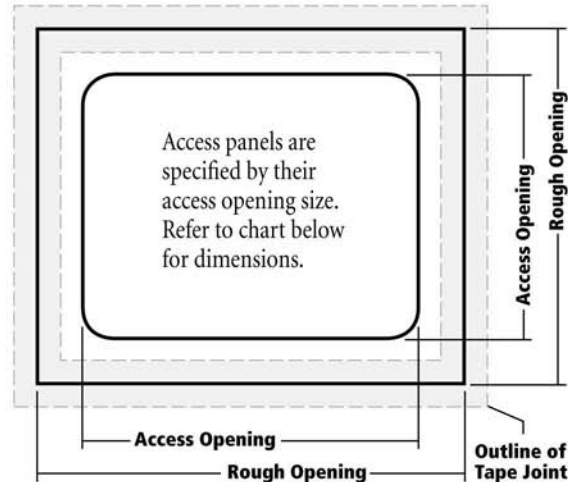 Access panels are
specified by their
access opening size.
Refer to chart below
for dimensions.
Access Opening
Rough Opening
Access Opening
Rough Opening
Outline of
Tape Joint